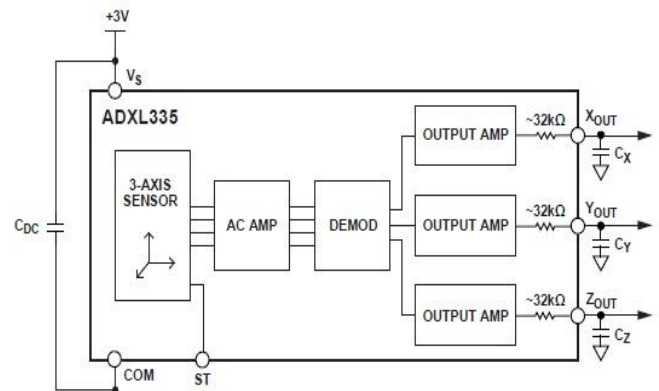 +3V
VS
ADXL335
3-AXIS
SENSOR
AC AMP
DEMOD
OUTPUT AMP
~32kΩ
XOUT
CX
OUTPUT AMP
~32kΩ
YOUT
CY
OUTPUT AMP
~32kΩ
ZOUT
CZ
CDC
COM
ST